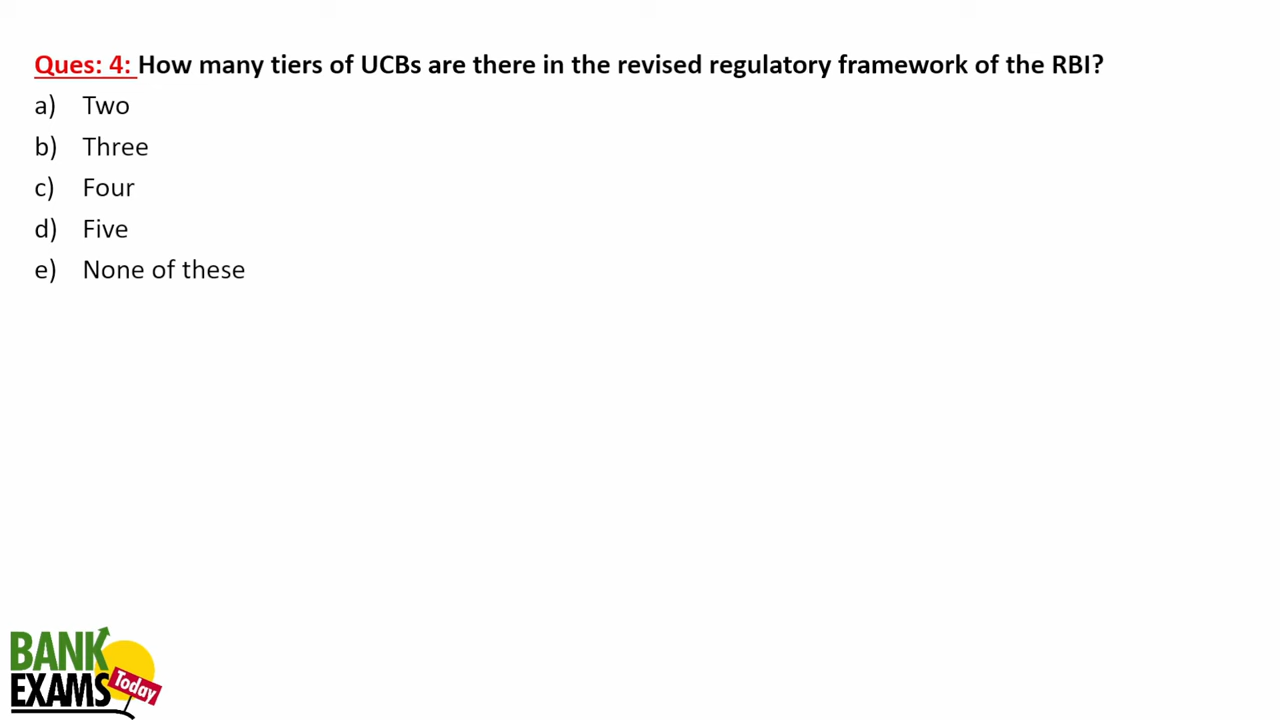 Ques: 4: How many tiers of UCBs are there in the revised regulatory framework of the RBI?
a) Two
b) Three
c) Four
d) Five
e) None of these
BANK
EXAMS
Today